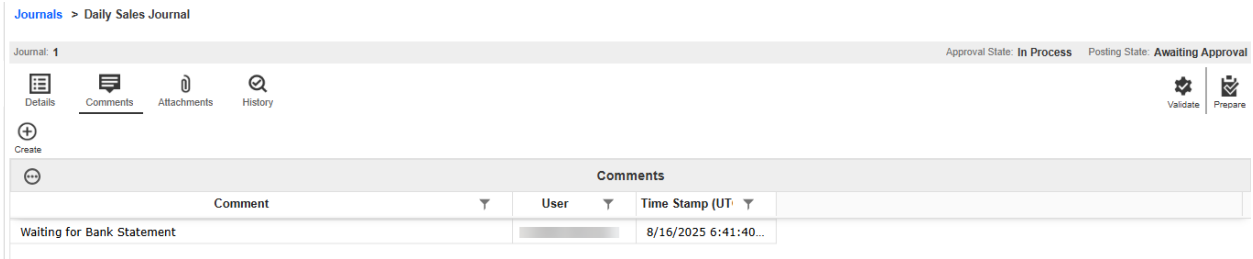 Journals > Daily Sales Journal
Journal: 1 Approval State: In Process Posting State: Awaiting Approval
Details Comments Attachments History Validate Prepare
Create
Comments
Comment User Time Stamp (UT
Waiting for Bank Statement 8/16/2025 6:41:40...